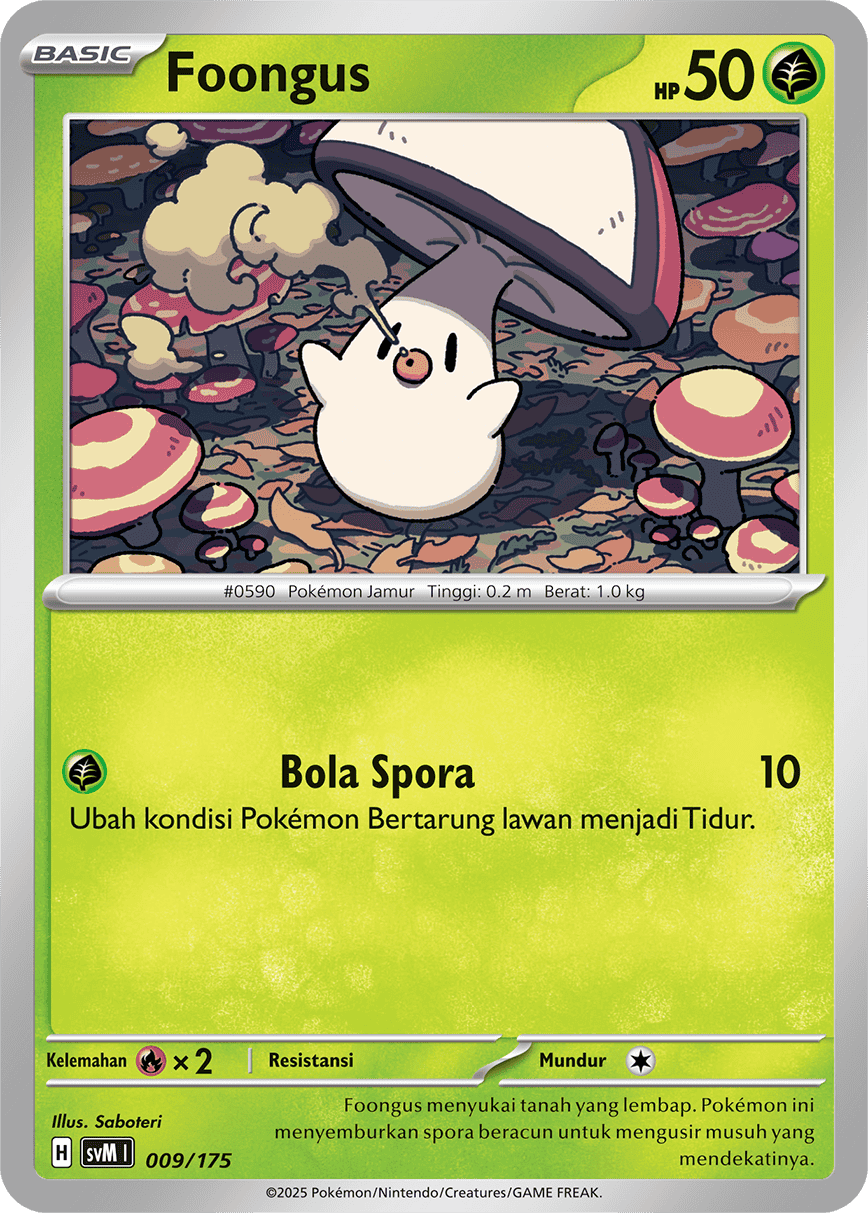 BASIC Foongus HP 50
#0590 Pokémon Jamur Tinggi: 0.2 m Berat: 1.0 kg
Bola Spora 10
Ubah kondisi Pokémon Bertarung lawan menjadi Tidur.
Kelemahan × 2 Resistansi Mundur
Illus. Saboteri
Foongus menyukai tanah yang lembap. Pokémon ini
menyemburkan spora beracun untuk mengusir musuh yang
mendekatinya.
H svM I 009/175
©2025 Pokémon/Nintendo/Creatures/GAME FREAK.